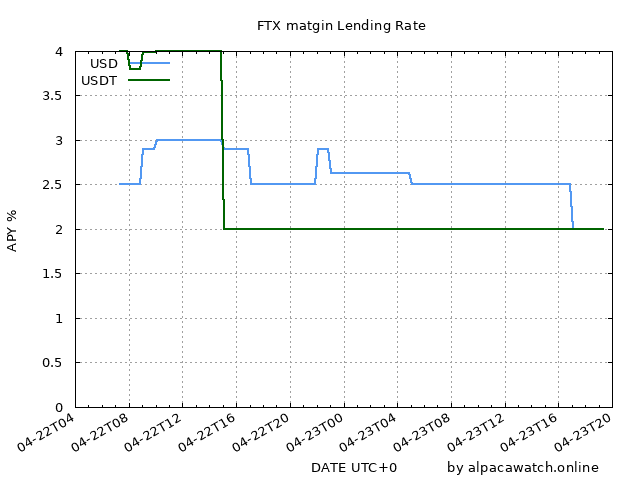 FTX matgin Lending Rate
4
USD
USDT
3.5
3
2.5
2
APY %
1.5
1
0.5
0
04-22T04
04-22T08
04-22T12
04-22T16
04-22T20
04-23T00
04-23T04
04-23T08
04-23T12
04-23T16
04-23T20
DATE UTC+0
by alpacawatch.online